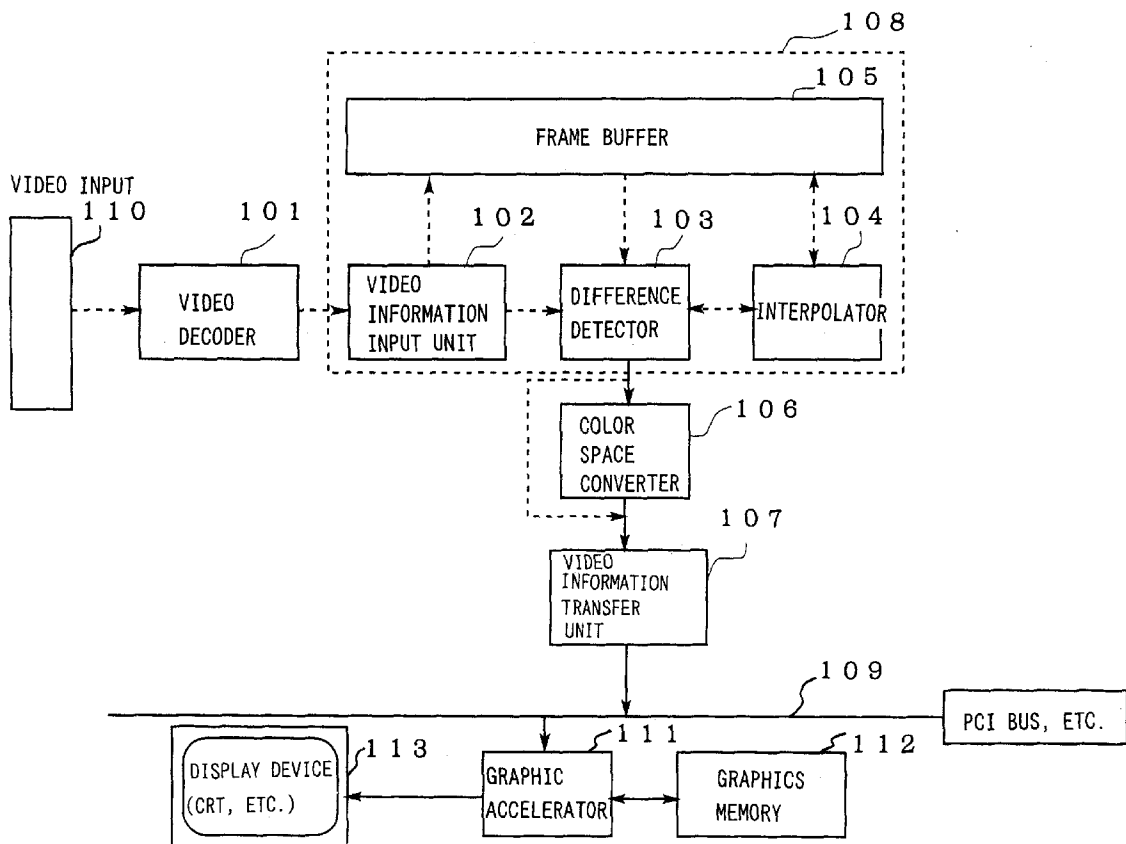 108
105
FRAME BUFFER
VIDEO INPUT
110
101
102
103
104
VIDEO
DECODER
VIDEO
INFORMATION
INPUT UNIT
DIFFERENCE
DETECTOR
INTERPOLATOR
106
COLOR
SPACE
CONVERTER
107
VIDEO
INFORMATION
TRANSFER
UNIT
109
PCI BUS, ETC.
113
111
112
DISPLAY DEVICE
(CRT, ETC.)
GRAPHIC
ACCELERATOR
GRAPHICS
MEMORY